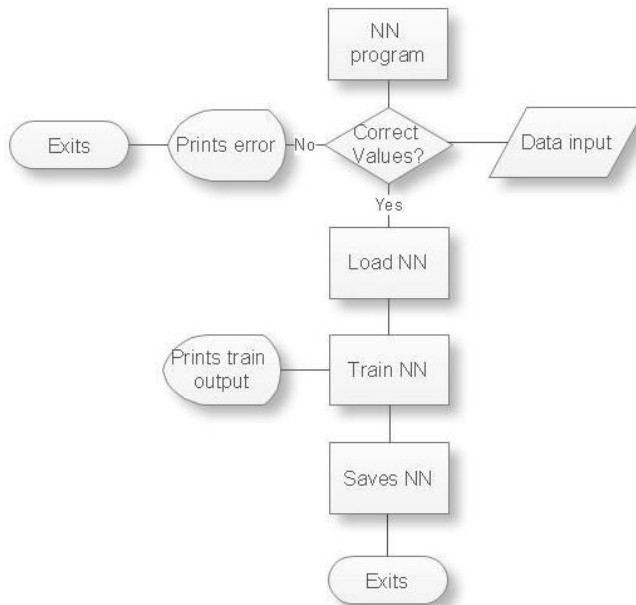 NN
program
Exits
Prints error
No
Correct
Values?
Data input
Yes
Load NN
Prints train
output
Train NN
Saves NN
Exits